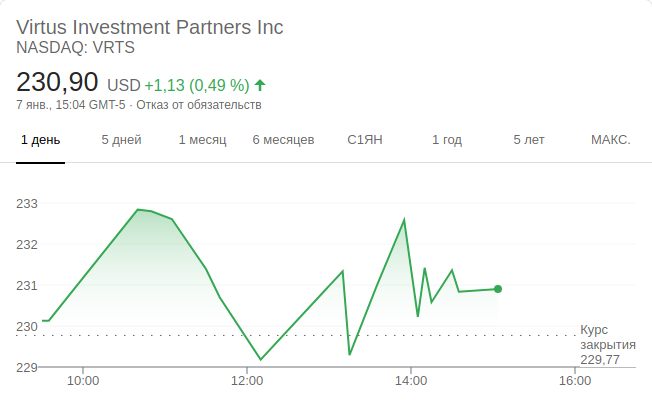 Virtus Investment Partners Inc
NASDAQ: VRTS
230,90 USD +1,13 (0,49 %)
7 янв., 15:04 GMT-5 · Отказ от обязательств
1 день 5 дней 1 месяц 6 месяцев С1ЯН 1 год 5 лет МАКС.
233
232
231
230
229
Курс
закрытия
229,77
10:00 12:00 14:00 16:00